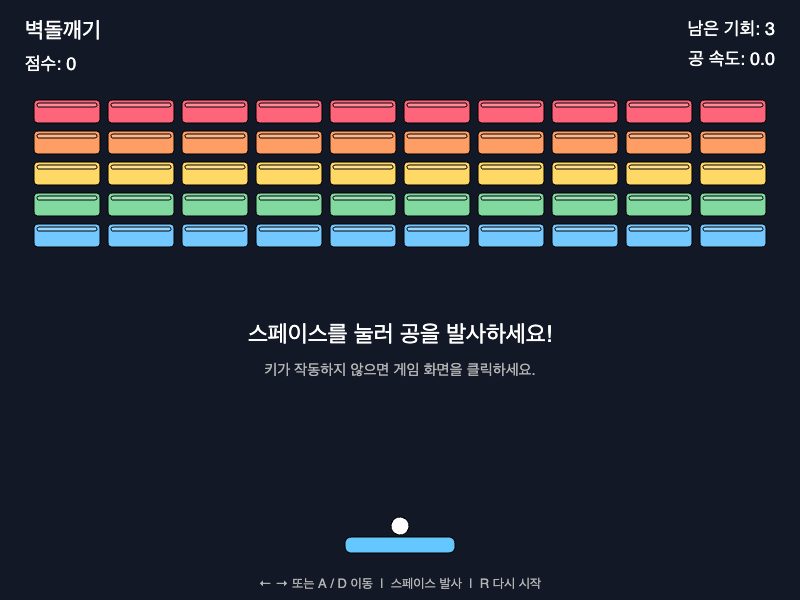 벽돌깨기
남은 기회: 3
점수: 0
공 속도: 0.0
스페이스를 눌러 공을 발사하세요!
키가 작동하지 않으면 게임 화면을 클릭하세요.
← → 또는 A / D 이동 | 스페이스 발사 | R 다시 시작